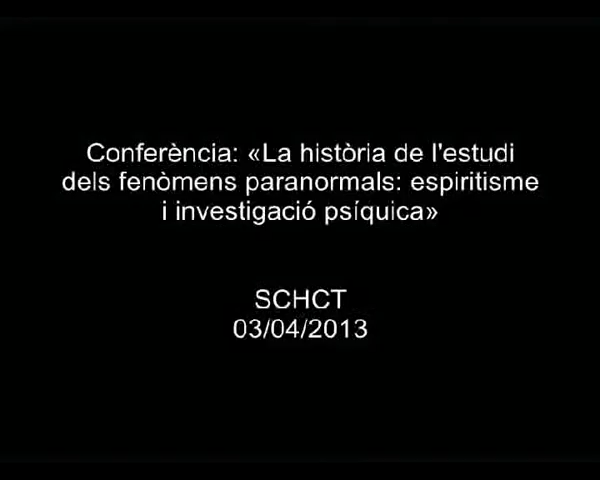 Conferència: «La història de l'estudi
dels fenòmens paranormals: espiritisme
i investigació psíquica»
SCHCT
03/04/2013